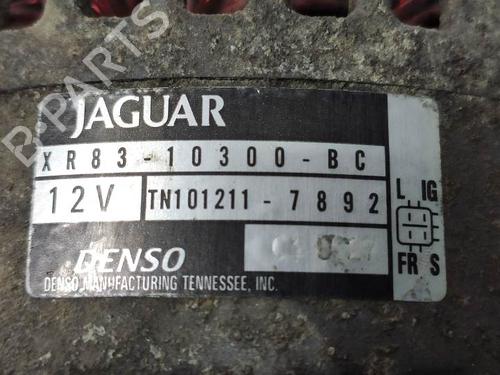 B-PARTS
JAGUAR
XR83-10300-BC
12V TN101211-7892
L IG
FR S
DENSO
DENSO MANUFACTURING TENNESSEE, INC.